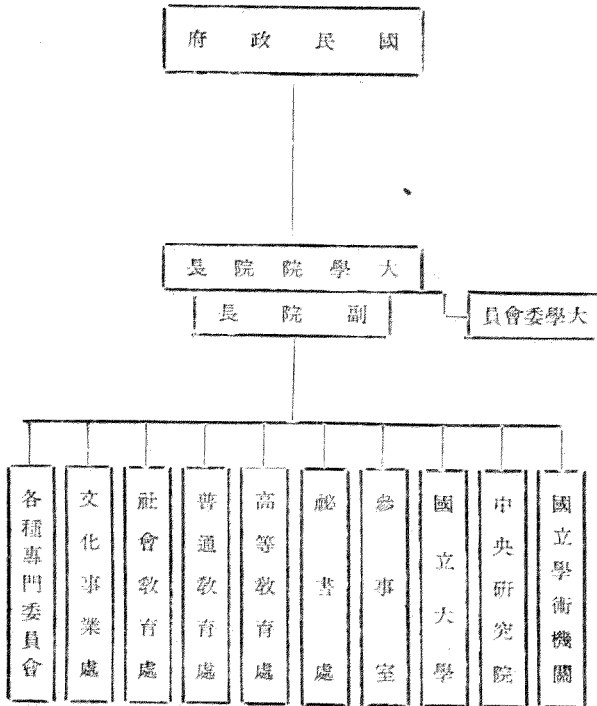 國民政府
大學院院長
副院長
大學委會員
國立學術機關
中央研究院
國立大學
參事室
祕書處
高等教育處
普通教育處
社會教育處
文化事業處
各種專門委員會